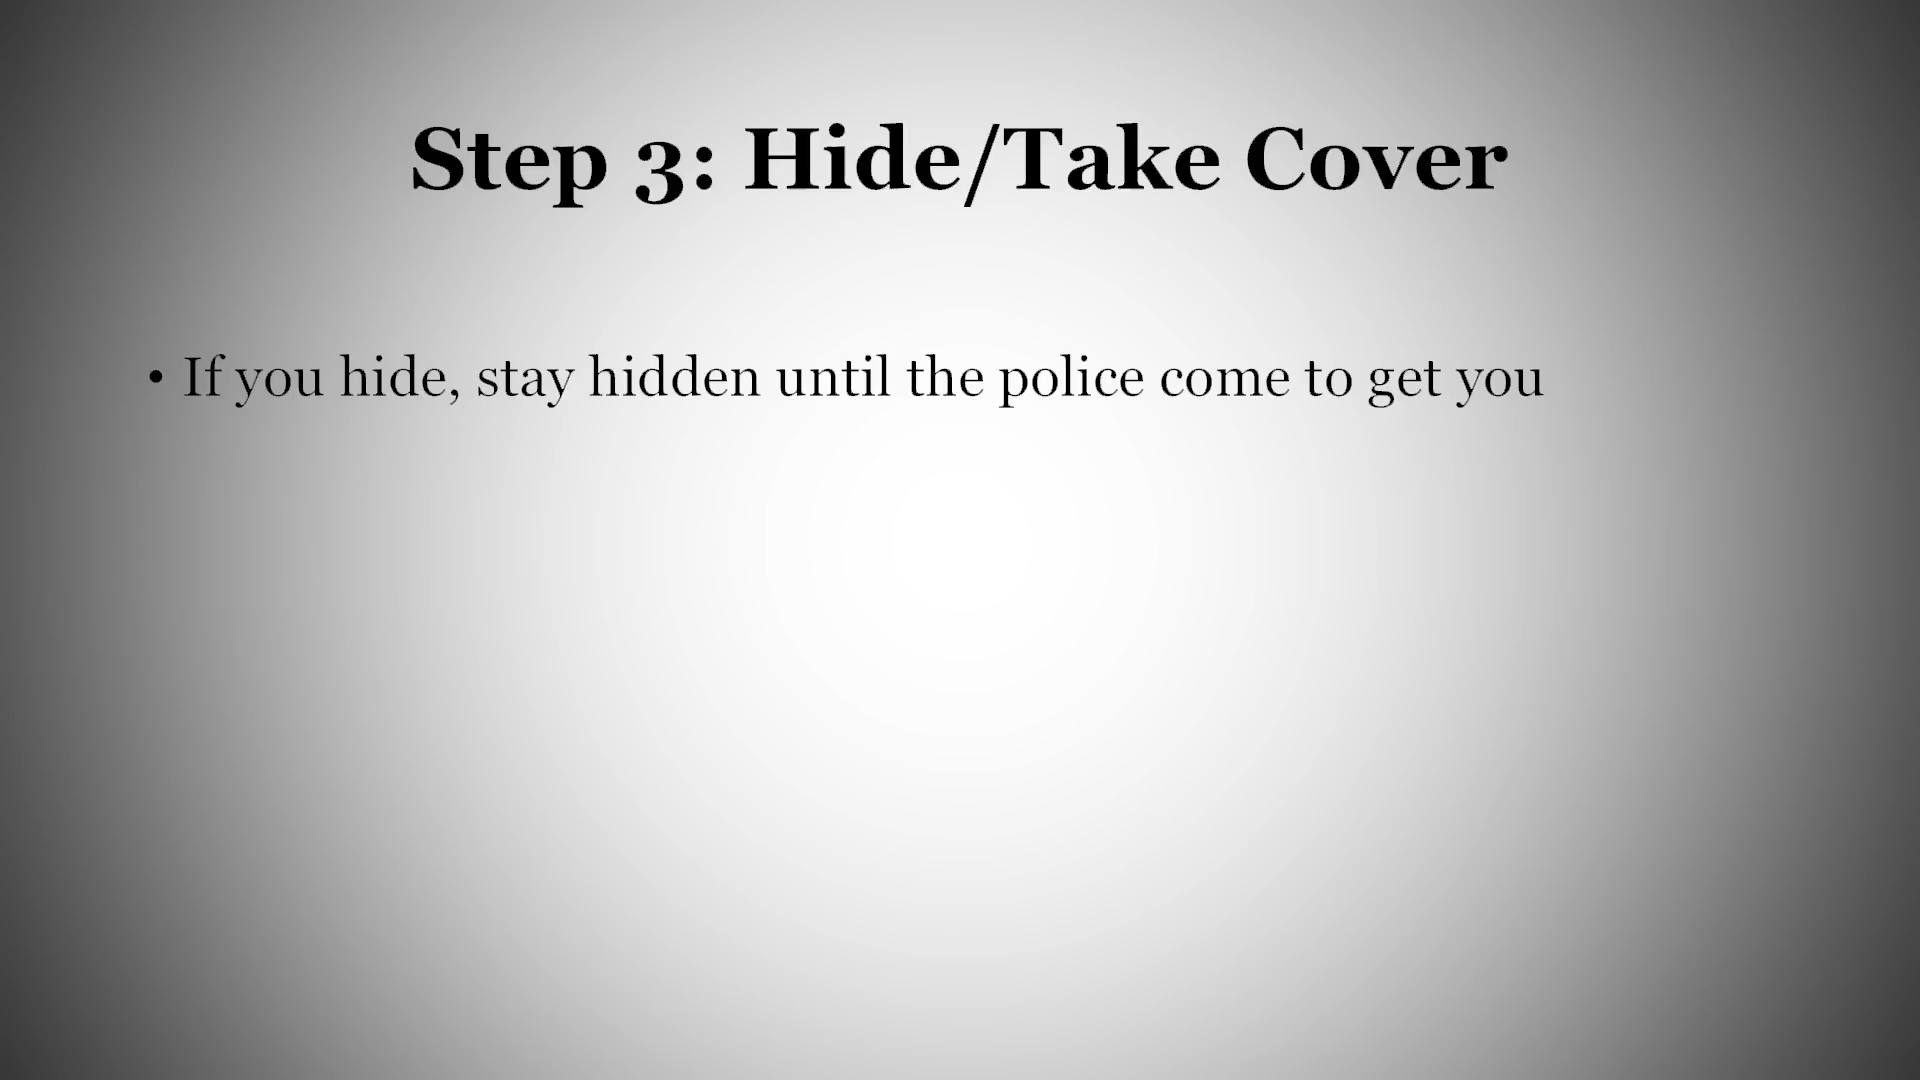 Step 3: Hide/Take Cover
• If you hide, stay hidden until the police come to get you